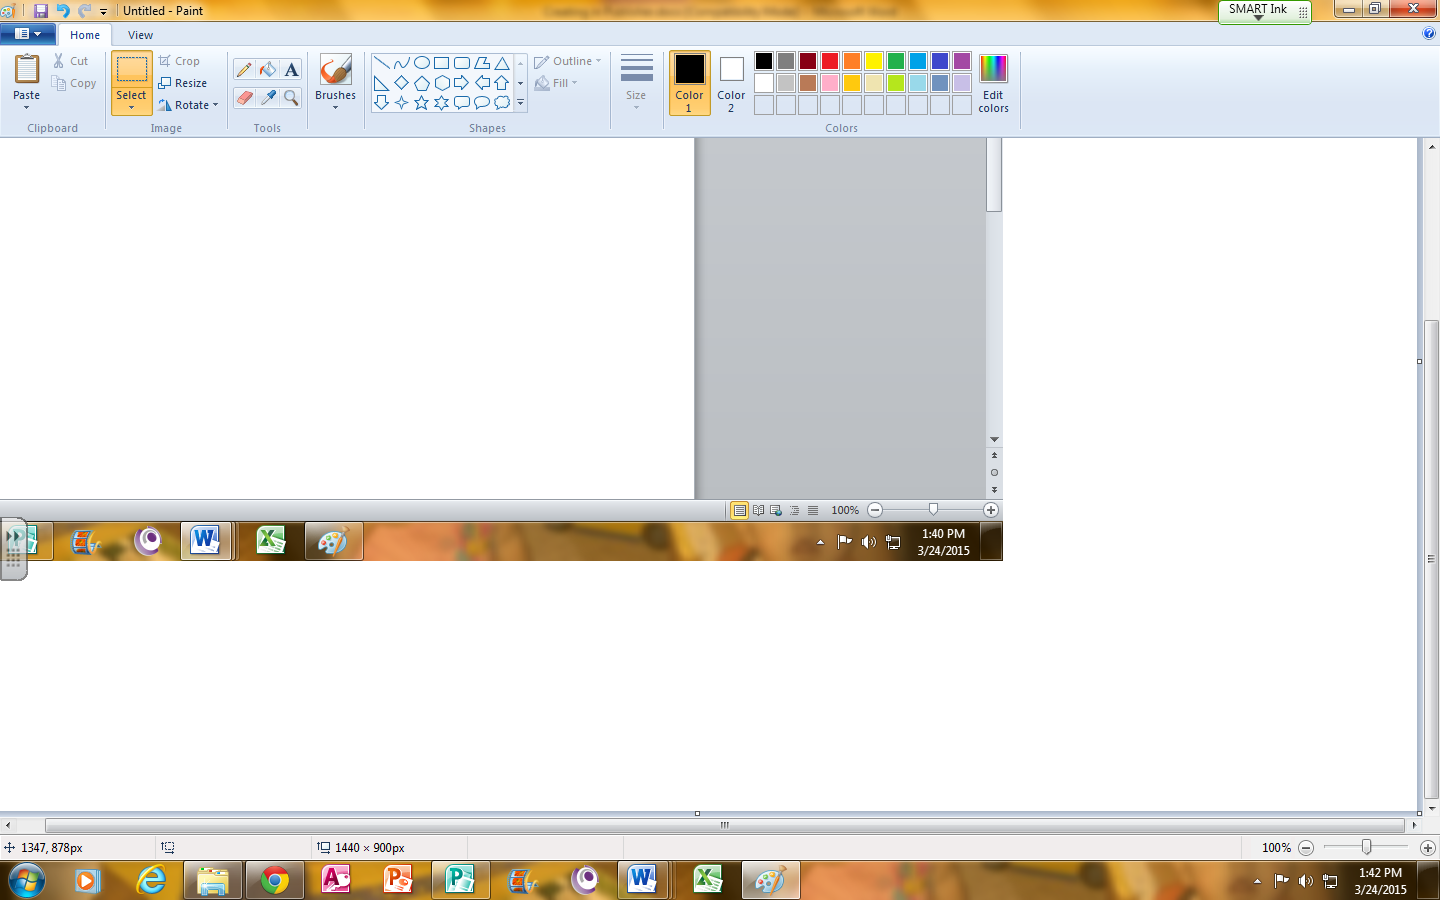 Untitled - Paint
SMART Ink
Home
View
Paste
Cut
Copy
Clipboard
Select
Crop
Resize
Rotate
Image
A
Tools
Brushes
Outline
Fill
Shapes
Size
Color
1
Color
2
Edit
colors
Colors
100%
1:40 PM
3/24/2015
1347, 878px
1440 × 900px
100%
1:42 PM
3/24/2015